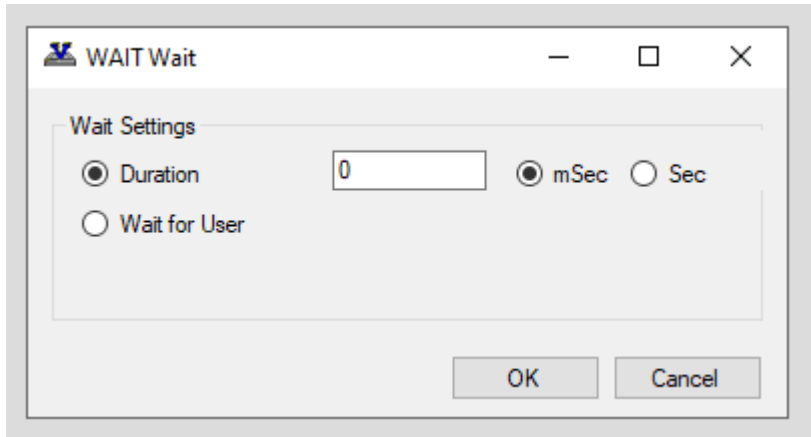 WAIT Wait
Wait Settings
Duration 0 mSec Sec
Wait for User
OK Cancel